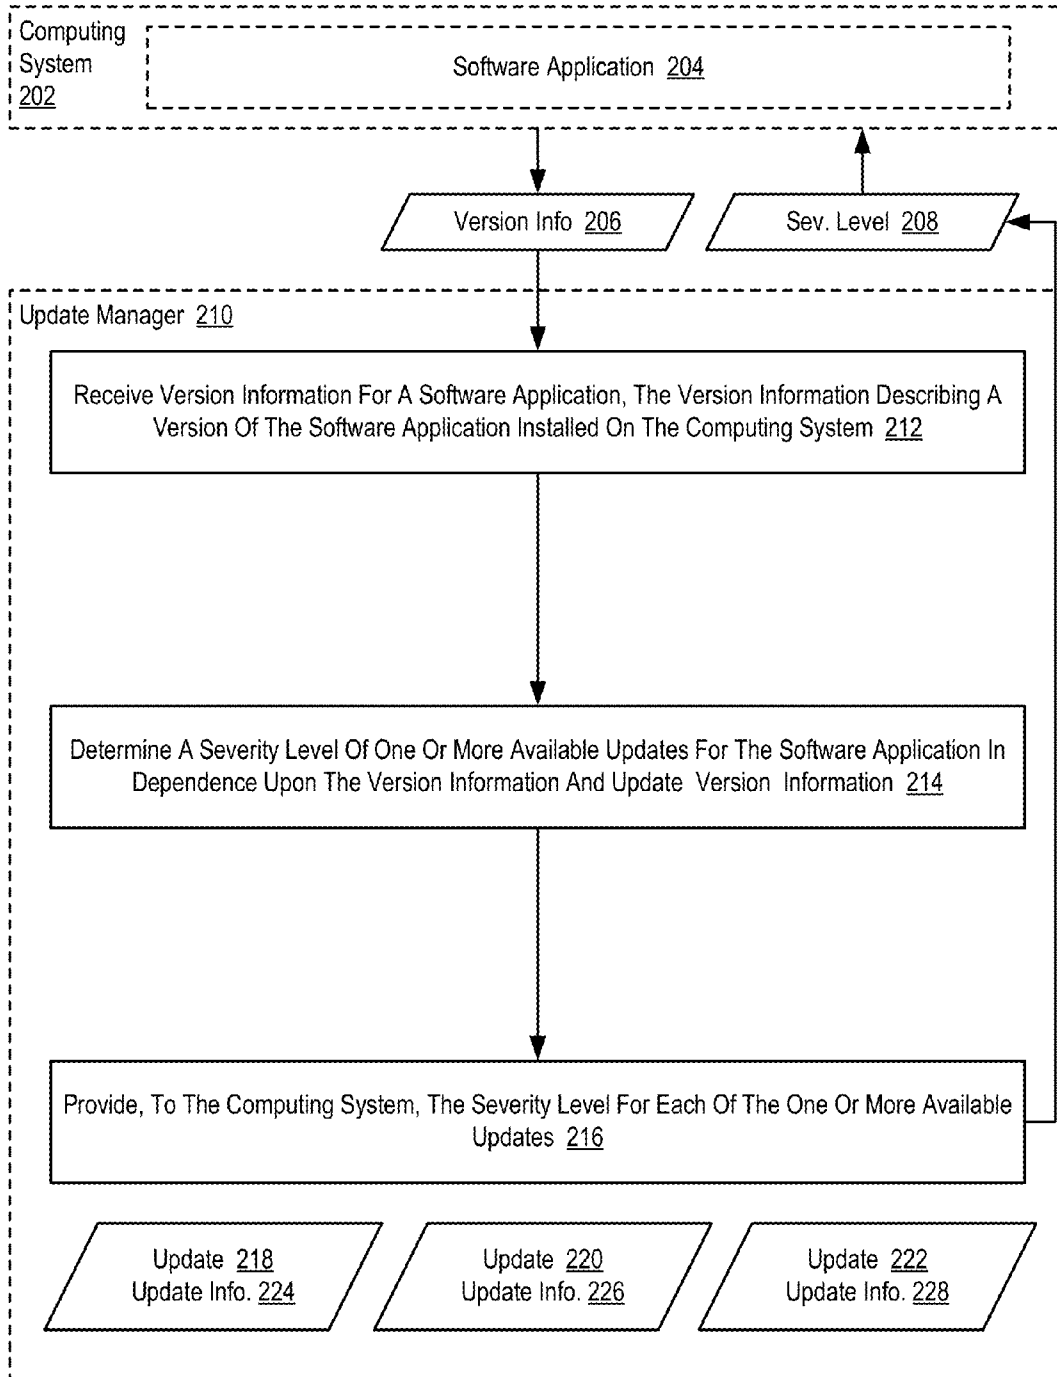 Computing
System
202
Software Application 204
Version Info 206
Sev. Level 208
Update Manager 210
Receive Version Information For A Software Application, The Version Information Describing A
Version Of The Software Application Installed On The Computing System 212
Determine A Severity Level Of One Or More Available Updates For The Software Application In
Dependence Upon The Version Information And Update Version Information 214
Provide, To The Computing System, The Severity Level For Each Of The One Or More Available
Updates 216
Update 218
Update Info. 224
Update 220
Update Info. 226
Update 222
Update Info. 228